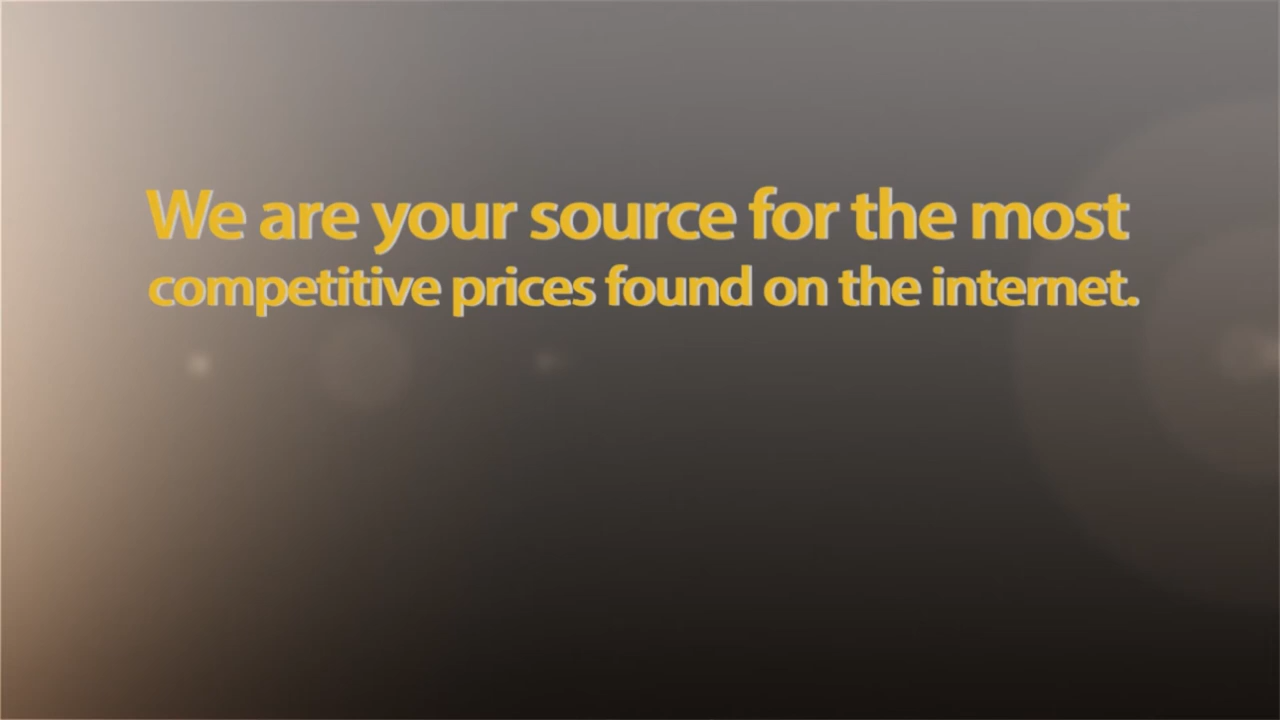 We are your source for the most
competitive prices found on the internet.